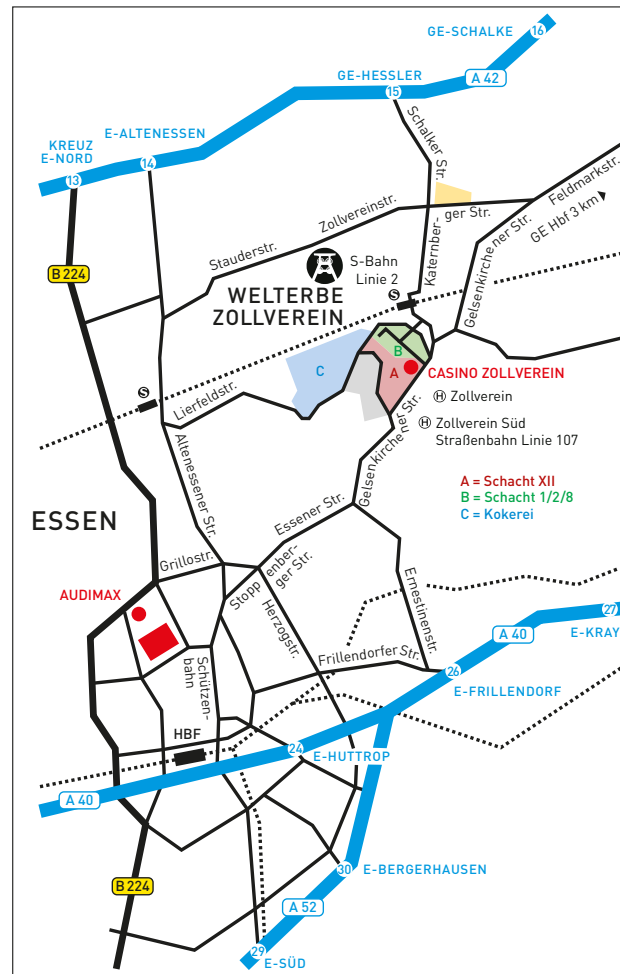 GE-SCHALKE
16
A 42
GE-HESSLER
15
E-ALTENESSEN
KREUZ
E-NORD
14
13
Schalker Str.
Feldmarkstr.
GE Hbf 3 km
Zollvereinstr.
Stauderstr.
Katernber-
ger Str.
Gelsenkirchener Str.
B 224
S-Bahn
Linie 2
S
WELTERBE
ZOLLVEREIN
B
A
C
CASINO ZOLLVEREIN
H Zollverein
H Zollverein Süd
Straßenbahn Linie 107
S
Lierfeldstr.
Gelsenkirchener Str.
Altenessener Str.
A = Schacht XII
B = Schacht 1/2/8
C = Kokerei
ESSEN
Essener Str.
Grillostr.
Stoppenber-
ger Str.
AUDIMAX
Herzogstr.
Ernestinenstr.
27
E-KRAY
A 40
Frillendorfer Str.
26
E-FRILLENDORF
Schützen-
bahn
HBF
24
E-HUTTROP
A 40
30
E-BERGERHAUSEN
B 224
A 52
29
E-SÜD